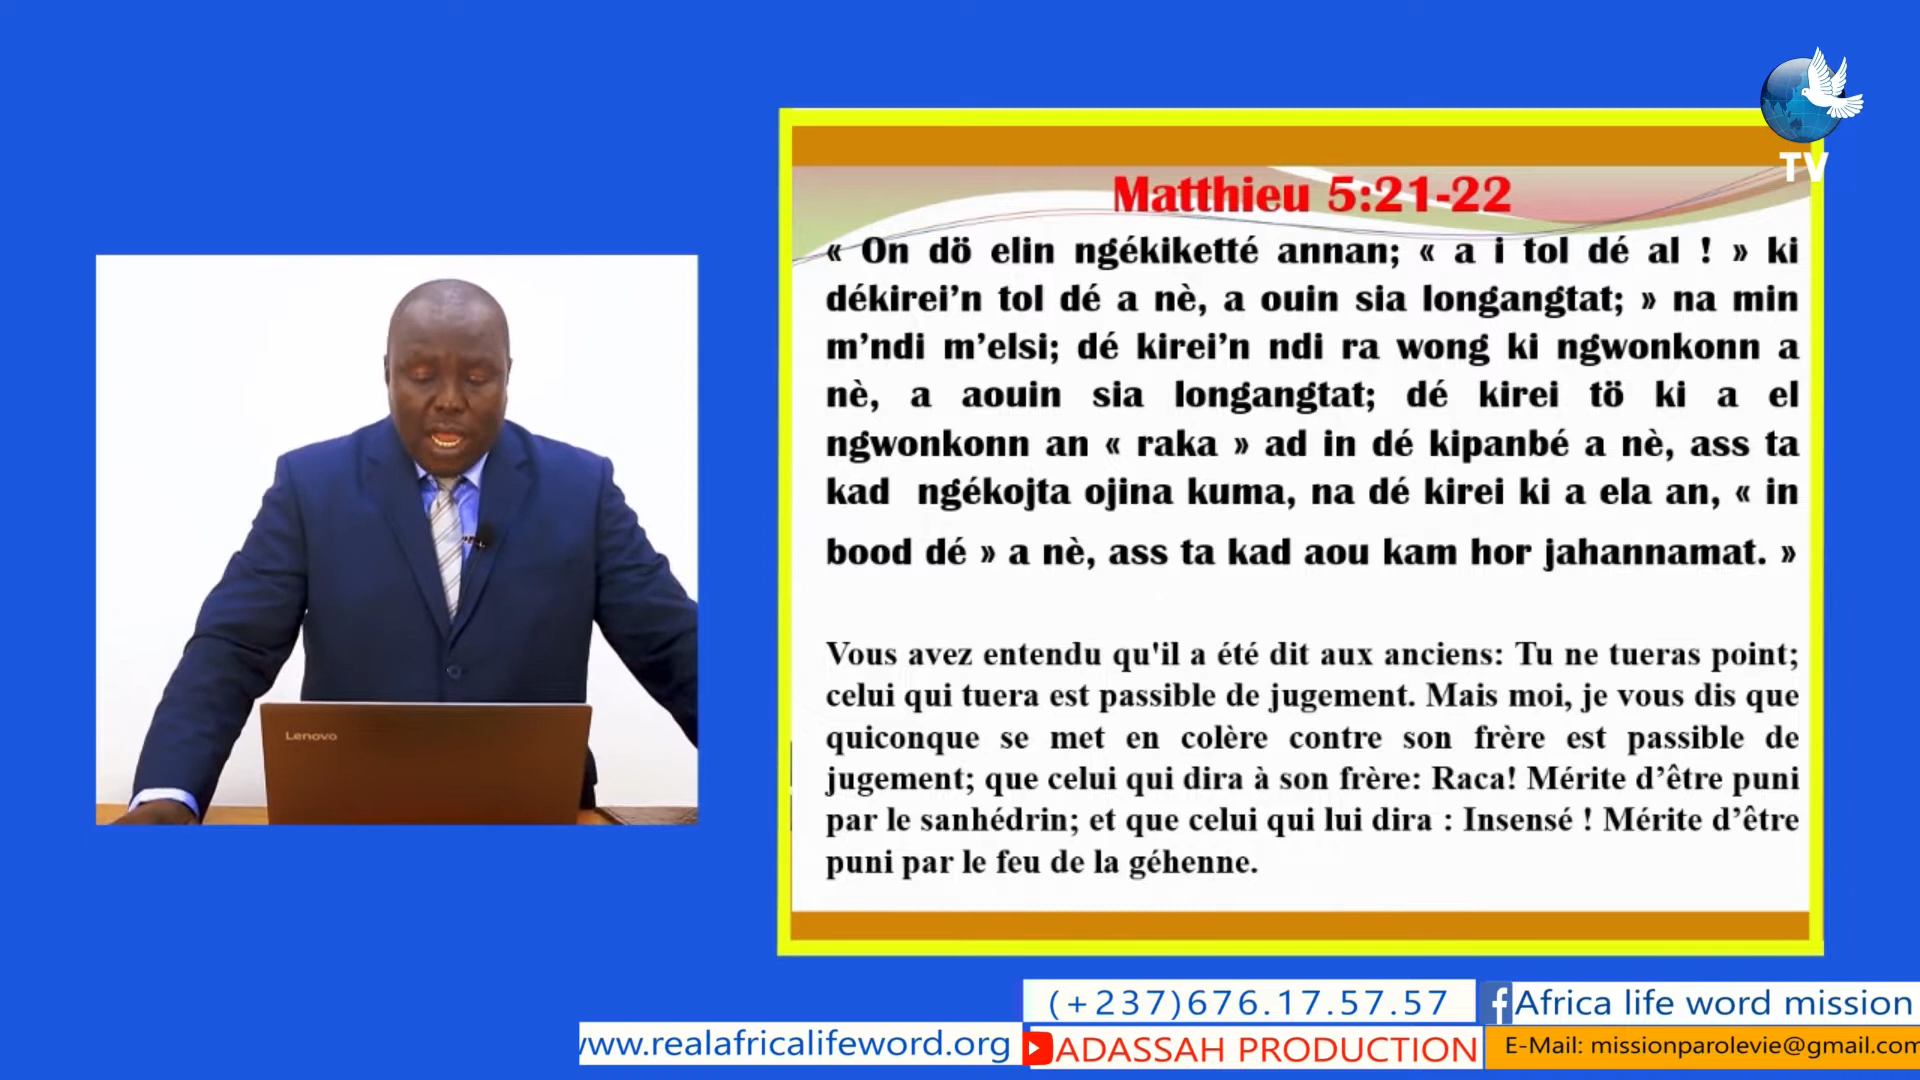 TV
Matthieu 5:21-22
« On dö elin ngékiketté annan; « a i tol dé al ! » ki
dékirei’n tol dé a nè, a ouin sia longangtat; » na min
m’ndi m’elsi; dé kirei’n ndi ra wong ki ngwonkonn a
nè, a aouin sia longangtat; dé kirei tö ki a el
ngwonkonn an « raka » ad in dé kipanbé a nè, ass ta
kad ngékojta ojina kuma, na dé kirei ki a ela an, « in
bood dé » a nè, ass ta kad aou kam hor jahannamat. »
Vous avez entendu qu'il a été dit aux anciens: Tu ne tueras point;
celui qui tuera est passible de jugement. Mais moi, je vous dis que
quiconque se met en colère contre son frère est passible de
jugement; que celui qui dira à son frère: Raca! Mérite d’être puni
par le sanhédrin; et que celui qui lui dira : Insensé ! Mérite d’être
puni par le feu de la géhenne.
Lenovo
(+237)676.17.57.57
Africa life word mission
www.realafricalifeword.org
ADASSAH PRODUCTION
E-Mail: missionparolevie@gmail.com